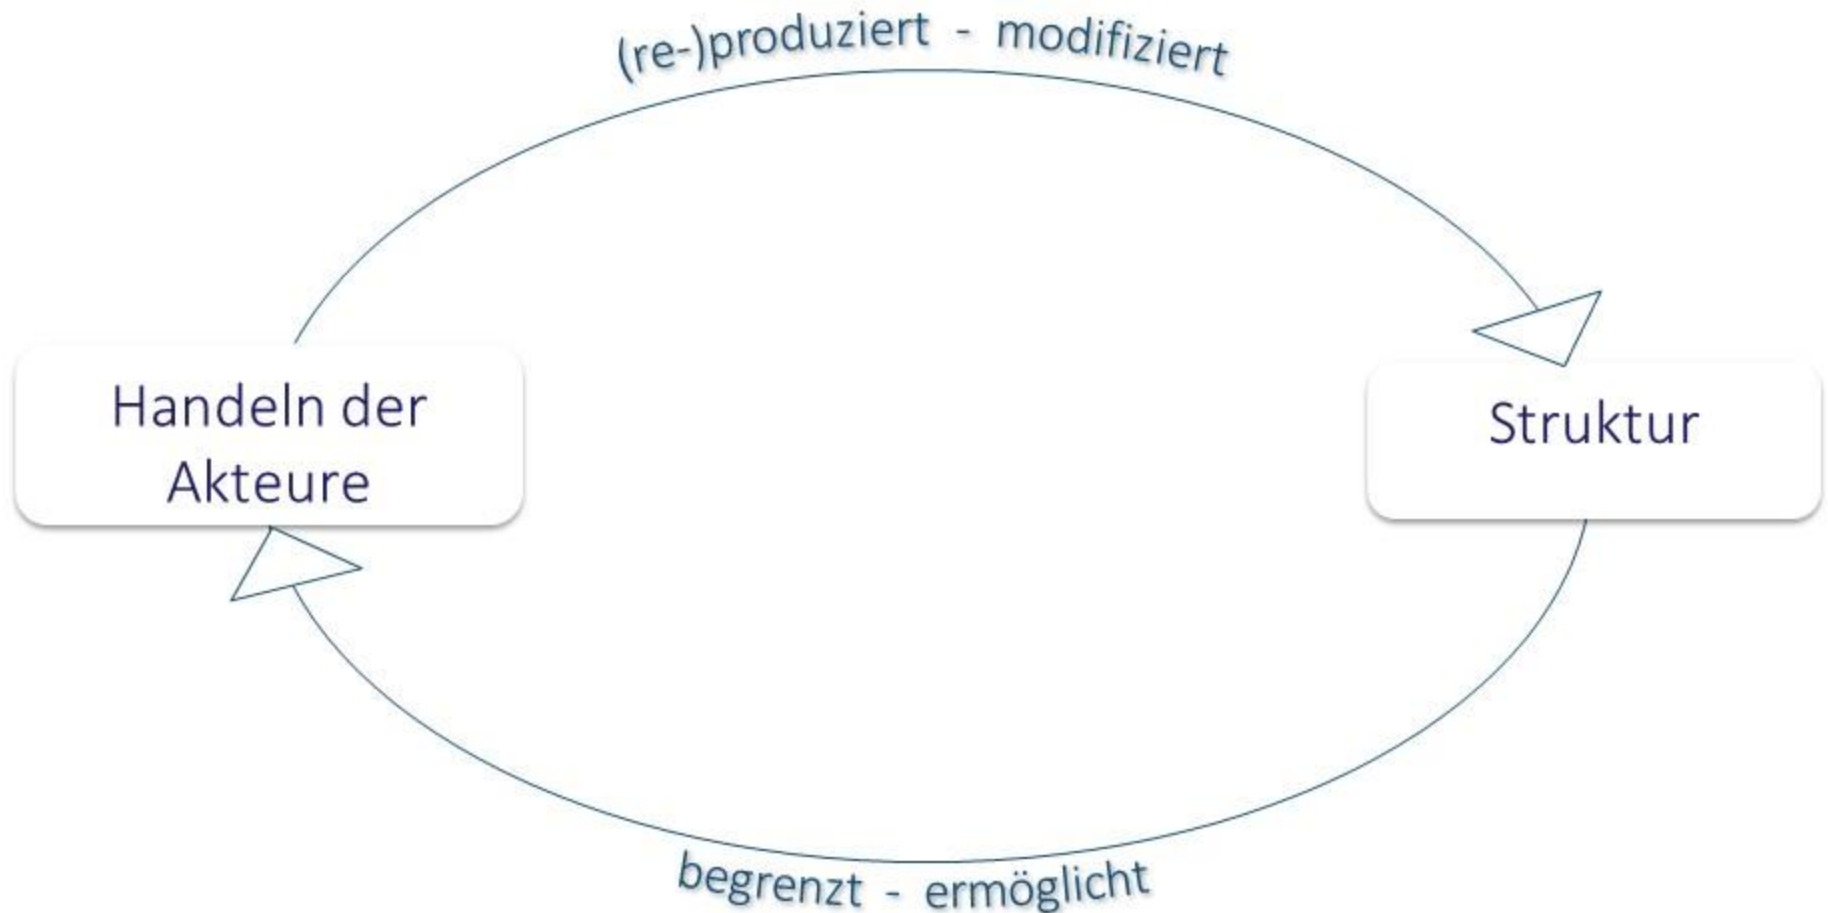 (re-)produziert - modifiziert
Handeln der
Akteure
Struktur
begrenzt - ermöglicht